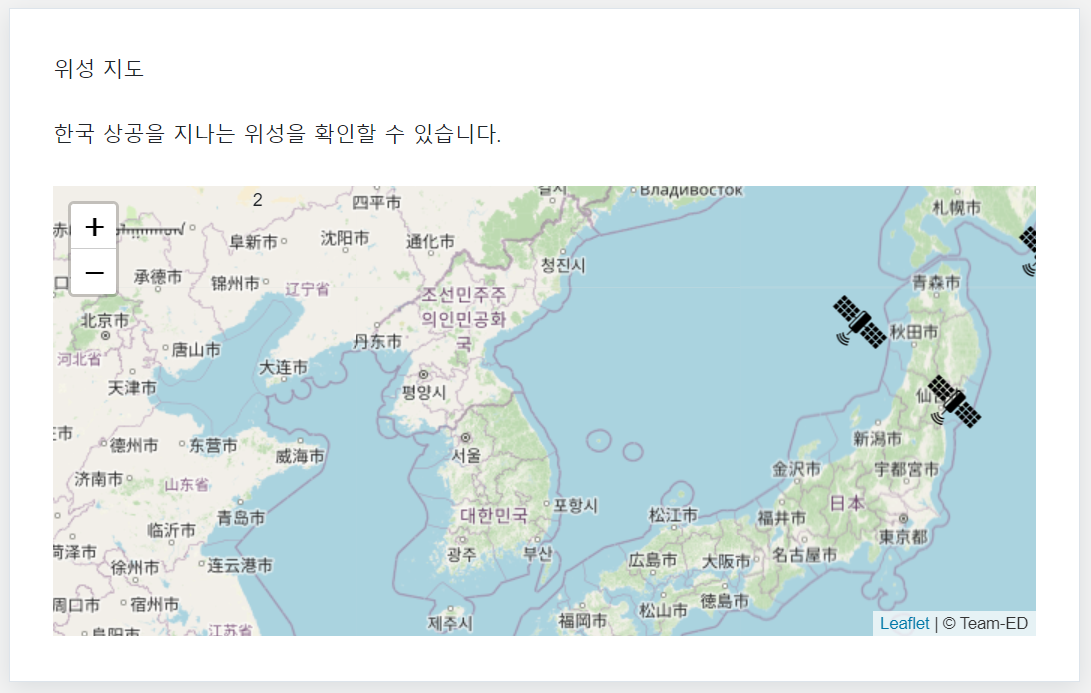 위성 지도
한국 상공을 지나는 위성을 확인할 수 있습니다.
2
四平市
Владивосток
札幌市
+
阜新市
沈阳市
通化市
청진시
−
承德市
锦州市
辽宁省
조선민주주
의인민공화
국
青森市
北京市
丹东市
秋田市
河北省
唐山市
大连市
天津市
평양시
仙台
德州市
东营市
威海市
서울
新潟市
济南市
山东省
金沢市
宇都宮市
青岛市
대한민국
포항시
松江市
福井市
日本
临沂市
東京都
菏泽市
徐州市
连云港市
광주
부산
広島市
大阪市
名古屋市
周口市
宿州市
제주시
福岡市
松山市
徳島市
阜阳市
江苏省
Leaflet | © Team-ED